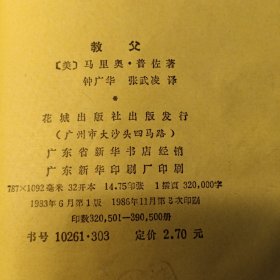 教父
〔美〕马里奥·普佐著
钟广华 张武凌 译
*
花城出版社出版发行
(广州市大沙头四马路)
广东省新华书店经销
广东新华印刷厂印刷
787×1092毫米 32开本 14.75印张 1插页 320,000字
1983年6月第1版 1986年11月第3次印刷
印数320,501—390,500册
书号 10261·303 定价 2.70 元